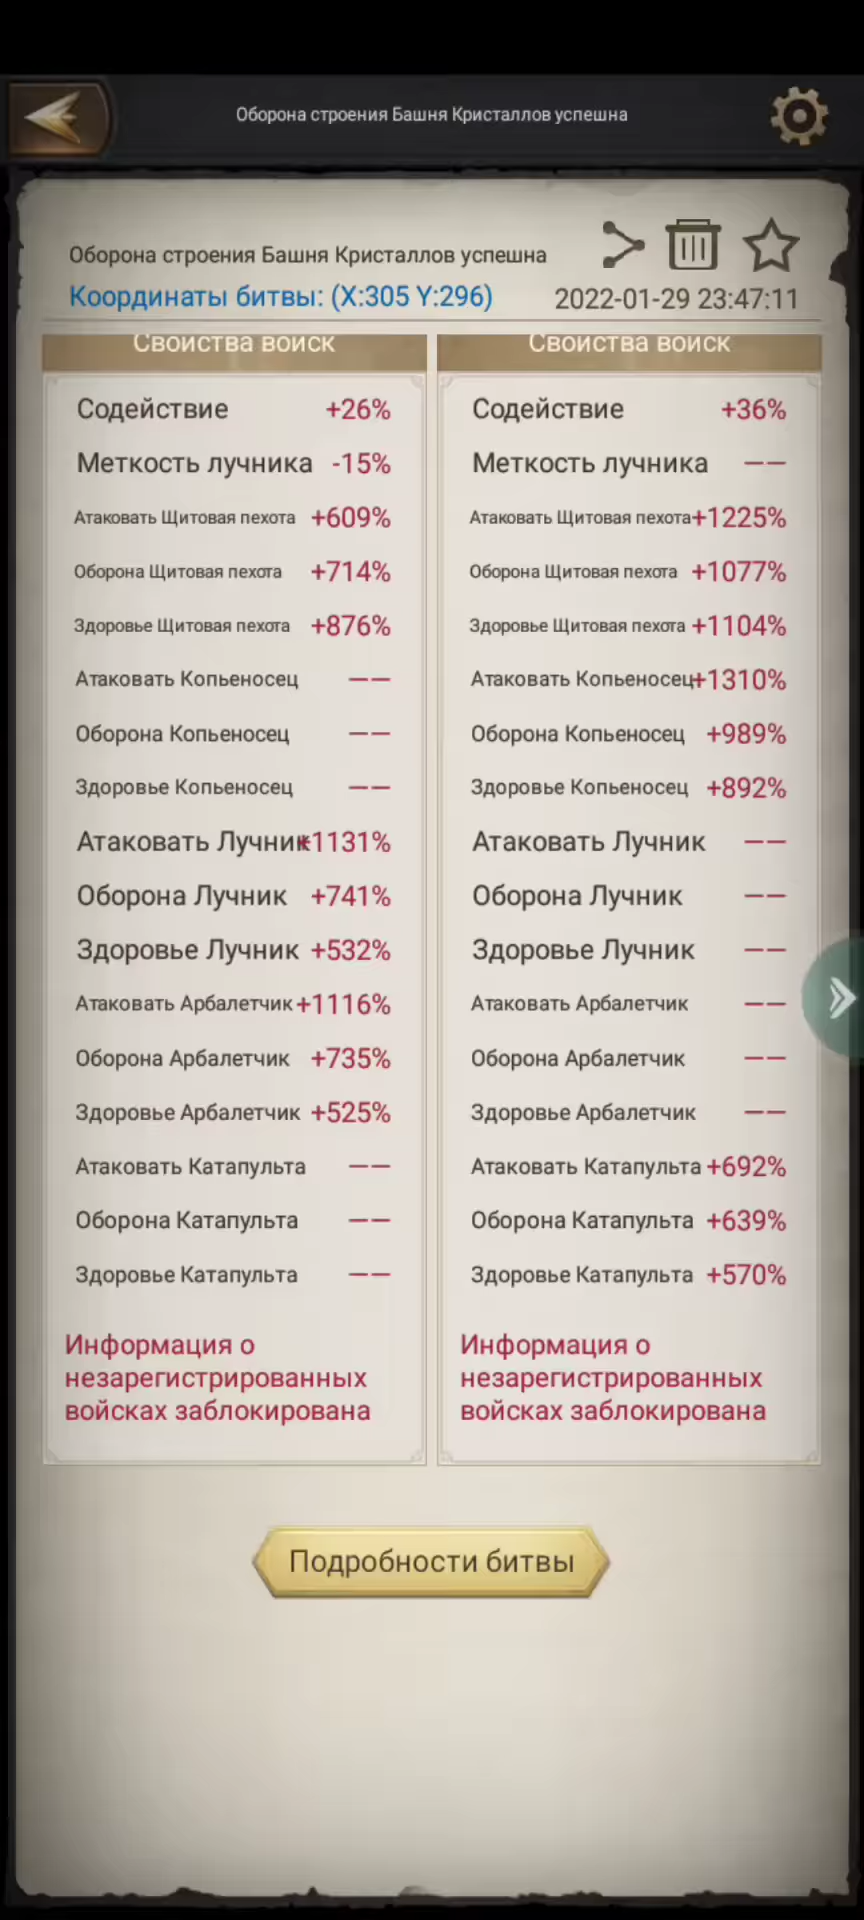 Оборона строения Башня Кристаллов успешна
Оборона строения Башня Кристаллов успешна
Координаты битвы: (X:305 Y:296) 2022-01-29 23:47:11
Свойства войск
Содействие +26%
Меткость лучника -15%
Атаковать Щитовая пехота +609%
Оборона Щитовая пехота +714%
Здоровье Щитовая пехота +876%
Атаковать Копьеносец ——
Оборона Копьеносец ——
Здоровье Копьеносец ——
Атаковать Лучник +1131%
Оборона Лучник +741%
Здоровье Лучник +532%
Атаковать Арбалетчик +1116%
Оборона Арбалетчик +735%
Здоровье Арбалетчик +525%
Атаковать Катапульта ——
Оборона Катапульта ——
Здоровье Катапульта ——
Информация о
незарегистрированных
войсках заблокирована
Свойства войск
Содействие +36%
Меткость лучника ——
Атаковать Щитовая пехота +1225%
Оборона Щитовая пехота +1077%
Здоровье Щитовая пехота +1104%
Атаковать Копьеносец +1310%
Оборона Копьеносец +989%
Здоровье Копьеносец +892%
Атаковать Лучник ——
Оборона Лучник ——
Здоровье Лучник ——
Атаковать Арбалетчик ——
Оборона Арбалетчик ——
Здоровье Арбалетчик ——
Атаковать Катапульта +692%
Оборона Катапульта +639%
Здоровье Катапульта +570%
Информация о
незарегистрированных
войсках заблокирована
Подробности битвы